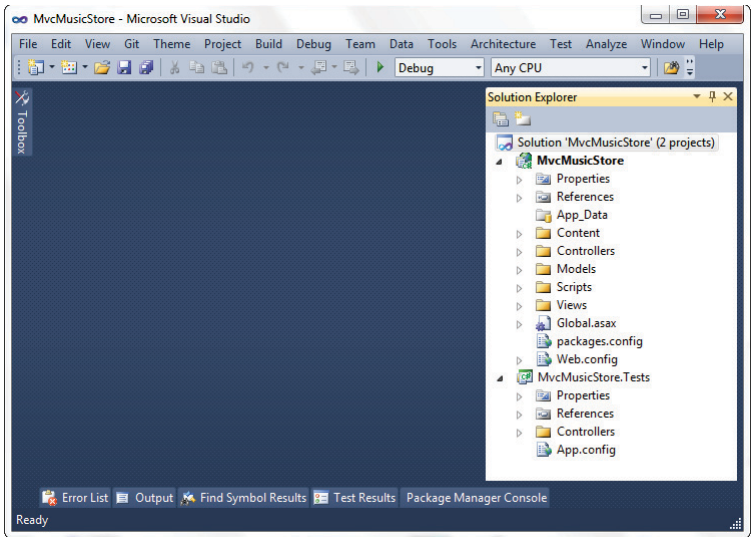 MvcMusicStore - Microsoft Visual Studio
File Edit View Git Theme Project Build Debug Team Data Tools Architecture Test Analyze Window Help
Debug Any CPU
Toolbox
Solution Explorer
Solution 'MvcMusicStore' (2 projects)
MvcMusicStore
Properties
References
App_Data
Content
Controllers
Models
Scripts
Views
Global.asax
packages.config
Web.config
MvcMusicStore.Tests
Properties
References
Controllers
App.config
Error List Output Find Symbol Results Test Results Package Manager Console
Ready